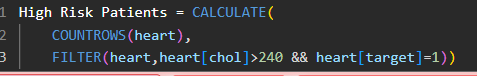 1 High Risk Patients = CALCULATE(
2 COUNTROWS(heart),
3 FILTER(heart,heart[chol]>240 && heart[target]=1))